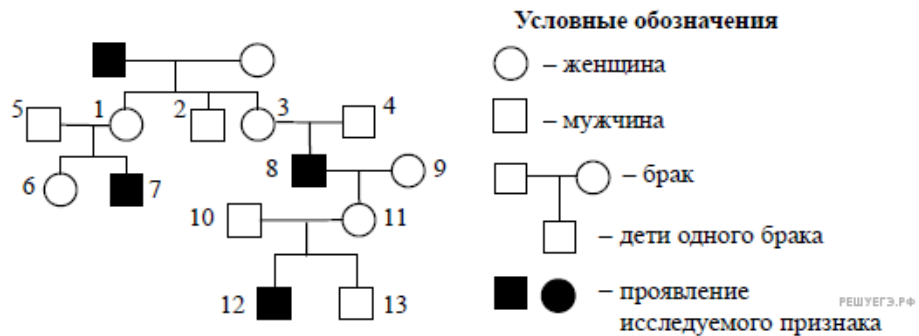 Условные обозначения
– женщина
– мужчина
– брак
– дети одного брака
– проявление
исследуемого признака
5
1
2
3
4
6
7
8
9
10
11
12
13
РЕШУЕГЭ.РФ